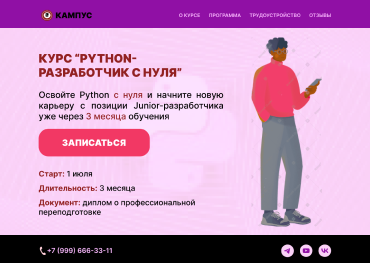 КАМПУС
О КУРСЕ ПРОГРАММА ТРУДОУСТРОЙСТВО ОТЗЫВЫ
КУРС “PYTHON-
РАЗРАБОТЧИК С НУЛЯ”
Освойте Python с нуля и начните новую
карьеру с позиции Junior-разработчика
уже через 3 месяца обучения
ЗАПИСАТЬСЯ
Старт: 1 июля
Длительность: 3 месяца
Документ: диплом о профессиональной
переподготовке
+7 (999) 666-33-11